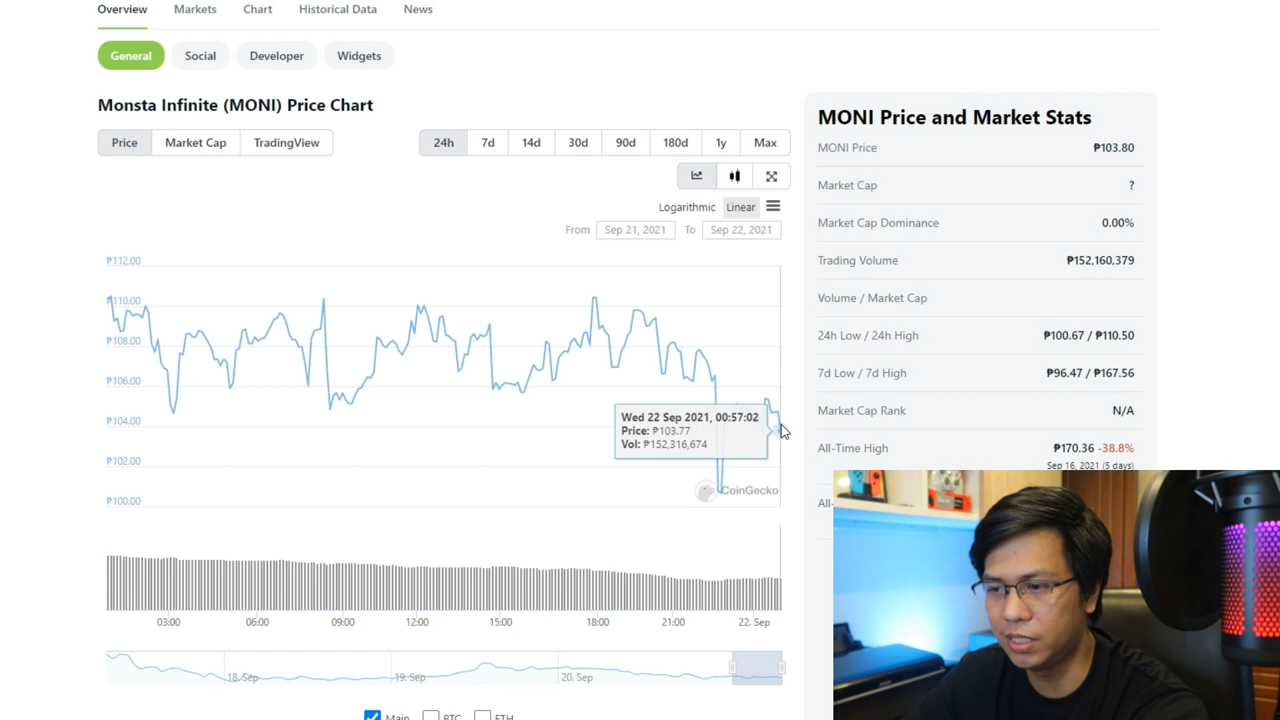 Overview Markets Chart Historical Data News
General Social Developer Widgets
Monsta Infinite (MONI) Price Chart
Price Market Cap TradingView
24h 7d 14d 30d 90d 180d 1y Max
Logarithmic Linear
From Sep 21, 2021 To Sep 22, 2021
₱112.00
₱110.00
₱108.00
₱106.00
₱104.00
₱102.00
₱100.00
Wed 22 Sep 2021, 00:57:02
Price: ₱103.77
Vol: ₱152,316,674
CoinGecko
03:00 06:00 09:00 12:00 15:00 18:00 21:00 22. Sep
18. Sep 19. Sep 20. Sep
Main BTC ETH
MONI Price and Market Stats
MONI Price ₱103.80
Market Cap ?
Market Cap Dominance 0.00%
Trading Volume ₱152,160,379
Volume / Market Cap
24h Low / 24h High ₱100.67 / ₱110.50
7d Low / 7d High ₱96.47 / ₱167.56
Market Cap Rank N/A
All-Time High ₱170.36 -38.8%
Sep 16, 2021 (5 days)
All-